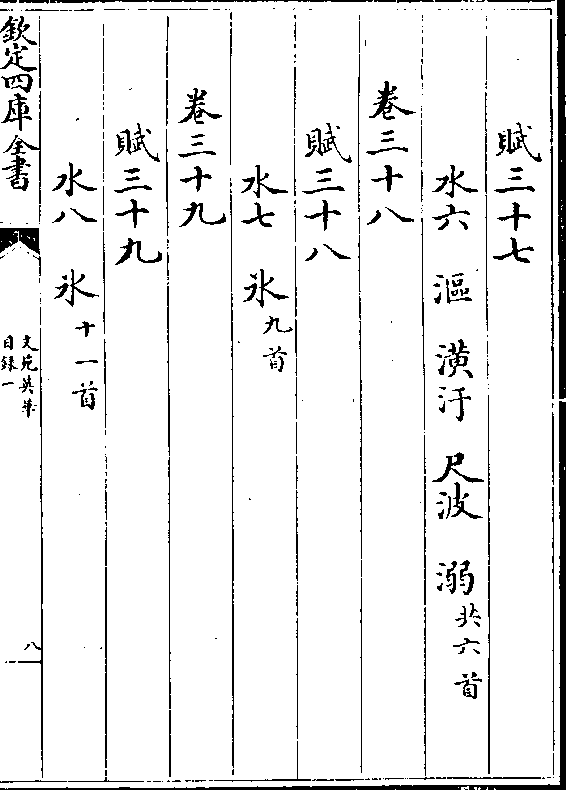 賦三十七
水六 漚 潢汙 尺波 溺 共六首
卷三十八
賦三十八
水七 氷 九首
卷三十九
賦三十九
水八 氷 十一首
欽定四庫全書
文苑英華
目錄一
八